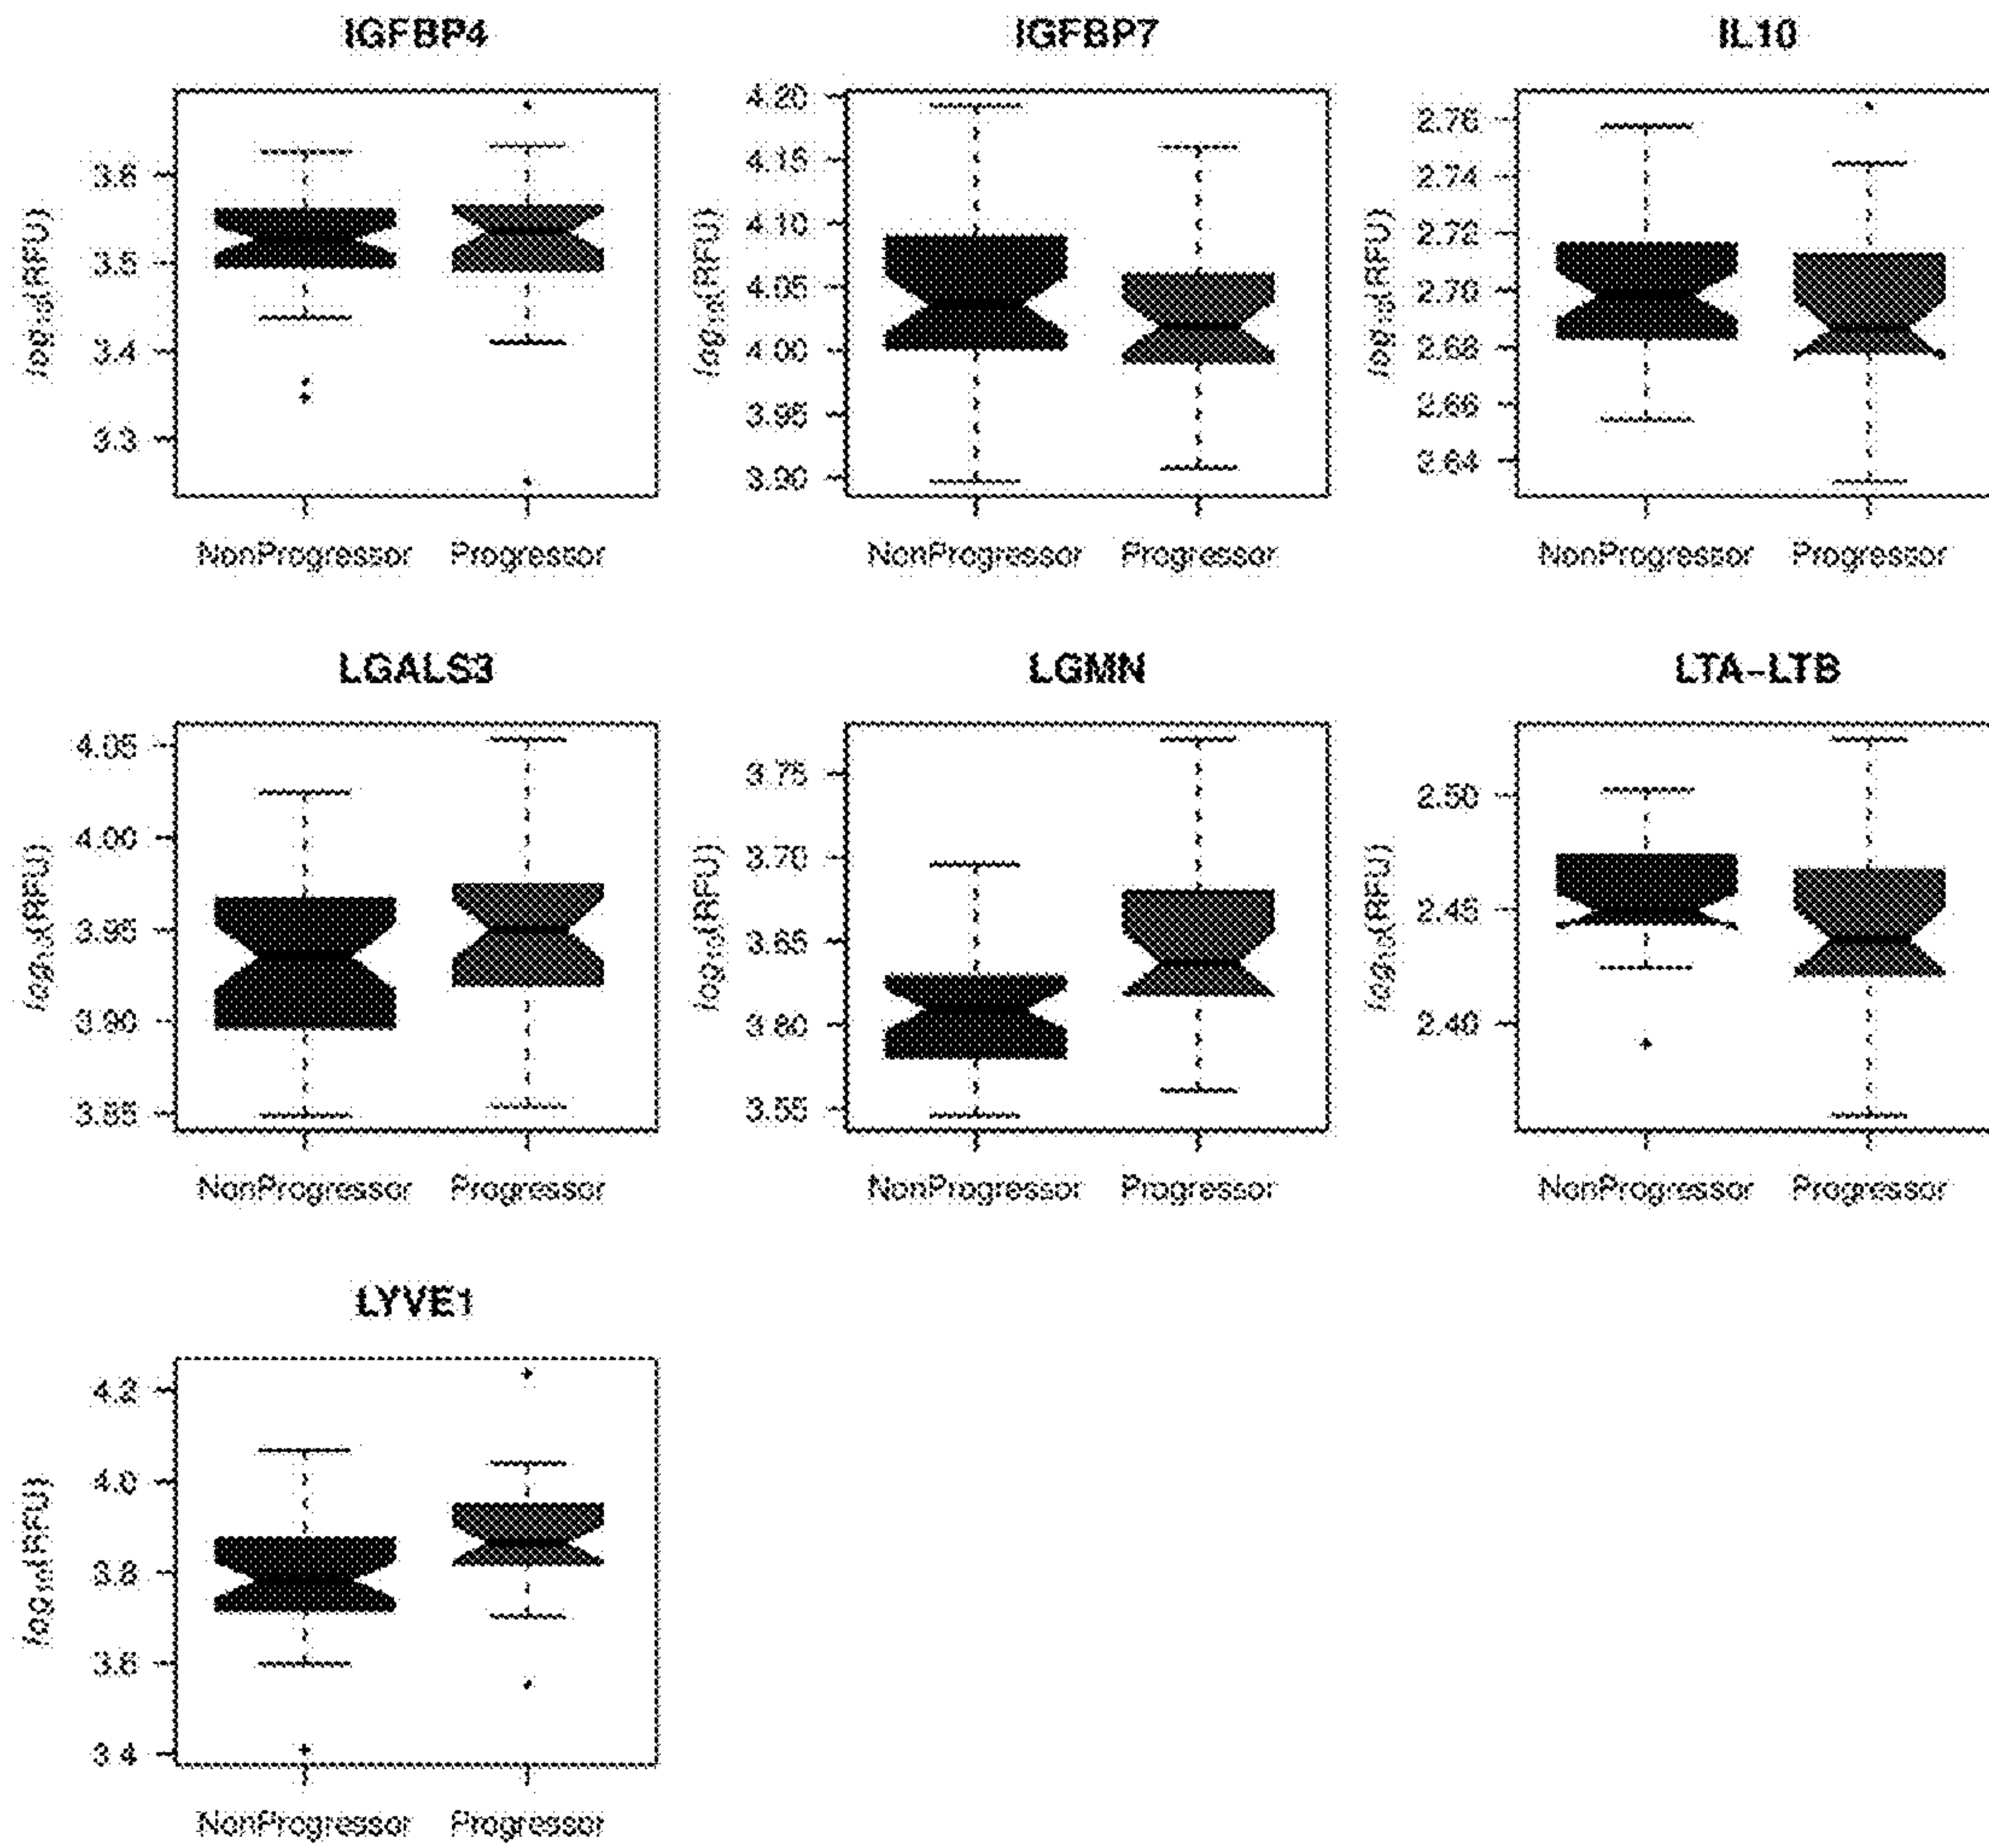 IGFBP4
log₁₀(RFU)
3.6
3.5
3.4
3.3
NonProgressor Progressor
IGFBP7
log₁₀(RFU)
4.20
4.15
4.10
4.05
4.00
3.95
3.90
NonProgressor Progressor
IL10
log₁₀(RFU)
2.76
2.74
2.72
2.70
2.68
2.66
2.64
NonProgressor Progressor
LGALS3
log₁₀(RFU)
4.05
4.00
3.95
3.90
3.85
NonProgressor Progressor
LGMN
log₁₀(RFU)
3.75
3.70
3.65
3.60
3.55
NonProgressor Progressor
LTA-LTB
log₁₀(RFU)
2.50
2.45
2.40
NonProgressor Progressor
LYVE1
log₁₀(RFU)
4.2
4.0
3.8
3.6
3.4
NonProgressor Progressor